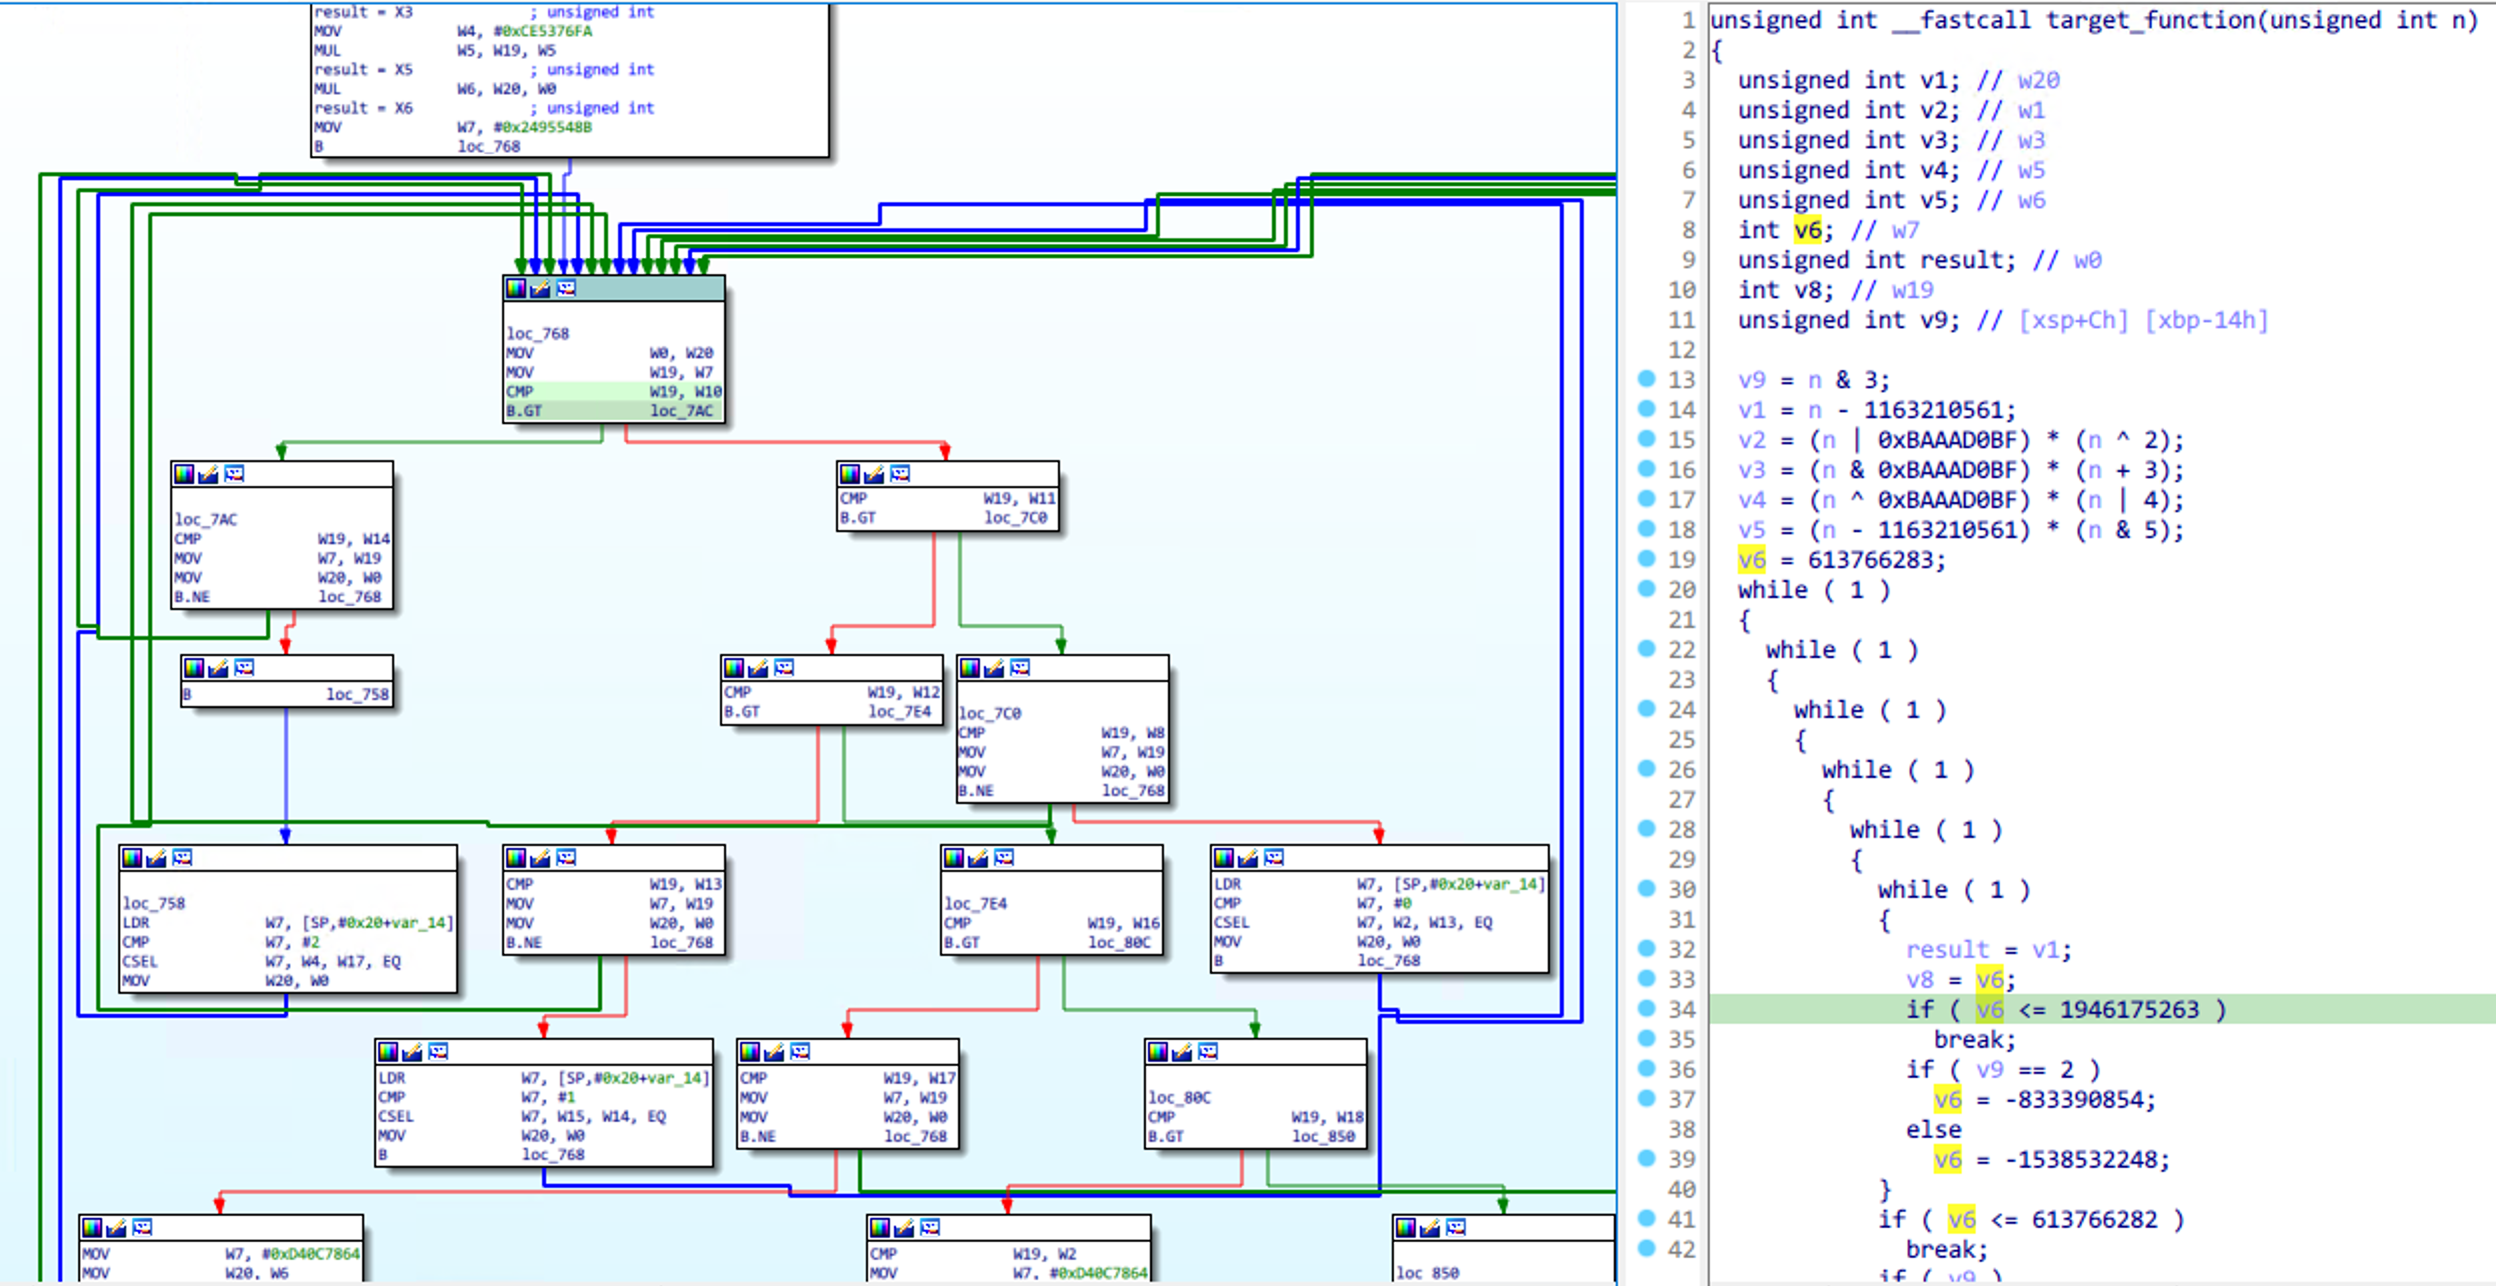 result = X3 ; unsigned int
MOV W4, #0xCE5376FA
MUL W5, W19, W5
result = X5 ; unsigned int
MUL W6, W20, W0
result = X6 ; unsigned int
MOV W7, #0x2495548B
B loc_768
loc_768
MOV W0, W20
MOV W19, W7
CMP W19, W10
B.GT loc_7AC
loc_7AC
CMP W19, W14
MOV W7, W19
MOV W20, W0
B.NE loc_768
CMP W19, W11
B.GT loc_7C0
B loc_758
CMP W19, W12
B.GT loc_7E4
loc_7C0
CMP W19, W8
MOV W7, W19
MOV W20, W0
B.NE loc_768
loc_758
LDR W7, [SP,#0x20+var_14]
CMP W7, #2
CSEL W7, W4, W17, EQ
MOV W20, W0
CMP W19, W13
MOV W7, W19
MOV W20, W0
B.NE loc_768
loc_7E4
CMP W19, W16
B.GT loc_80C
LDR W7, [SP,#0x20+var_14]
CMP W7, #0
CSEL W7, W2, W13, EQ
MOV W20, W0
B loc_768
LDR W7, [SP,#0x20+var_14]
CMP W7, #1
CSEL W7, W15, W14, EQ
MOV W20, W0
B loc_768
CMP W19, W17
MOV W7, W19
MOV W20, W0
B.NE loc_768
loc_80C
CMP W19, W18
B.GT loc_850
MOV W7, #0xD40C7864
MOV W20, W6
CMP W19, W2
MOV W7, #0xD40C7864
loc_850
1 unsigned int __fastcall target_function(unsigned int n)
2 {
3 unsigned int v1; // w20
4 unsigned int v2; // w1
5 unsigned int v3; // w3
6 unsigned int v4; // w5
7 unsigned int v5; // w6
8 int v6; // w7
9 unsigned int result; // w0
10 int v8; // w19
11 unsigned int v9; // [xsp+Ch] [xbp-14h]
12
13 v9 = n & 3;
14 v1 = n - 1163210561;
15 v2 = (n | 0xBAAAD0BF) * (n ^ 2);
16 v3 = (n & 0xBAAAD0BF) * (n + 3);
17 v4 = (n ^ 0xBAAAD0BF) * (n | 4);
18 v5 = (n - 1163210561) * (n & 5);
19 v6 = 613766283;
20 while ( 1 )
21 {
22 while ( 1 )
23 {
24 while ( 1 )
25 {
26 while ( 1 )
27 {
28 while ( 1 )
29 {
30 while ( 1 )
31 {
32 result = v1;
33 v8 = v6;
34 if ( v6 <= 1946175263 )
35 break;
36 if ( v9 == 2 )
37 v6 = -833390854;
38 else
39 v6 = -1538532248;
40 }
41 if ( v6 <= 613766282 )
42 break;
if ( v9 )